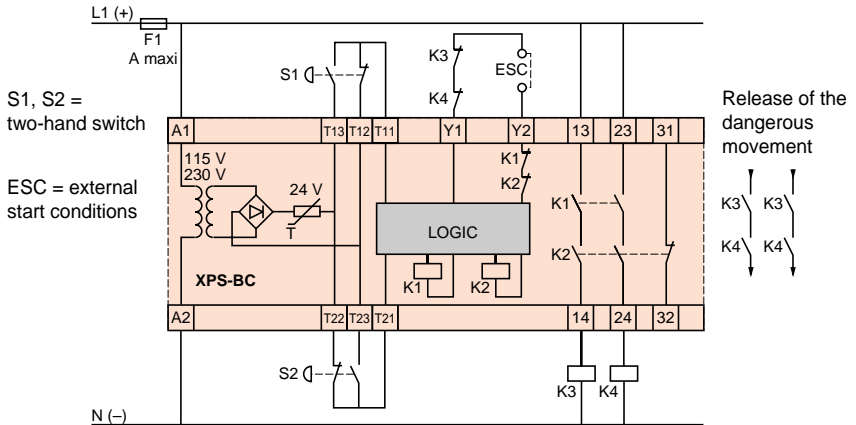 L1 (+)
F1
A maxi
K3
ESC
S1
K4
S1, S2 =
two-hand switch
ESC = external
start conditions
A1 T13 T12 T11 Y1 Y2 13 23 31
115 V
230 V
24 V
T
K1
K2
K1
K2
LOGIC
K1 K2
XPS-BC
A2 T22 T23 T21 14 24 32
S2
K3 K4
N (–)
Release of the
dangerous
movement
K3 K3
K4 K4